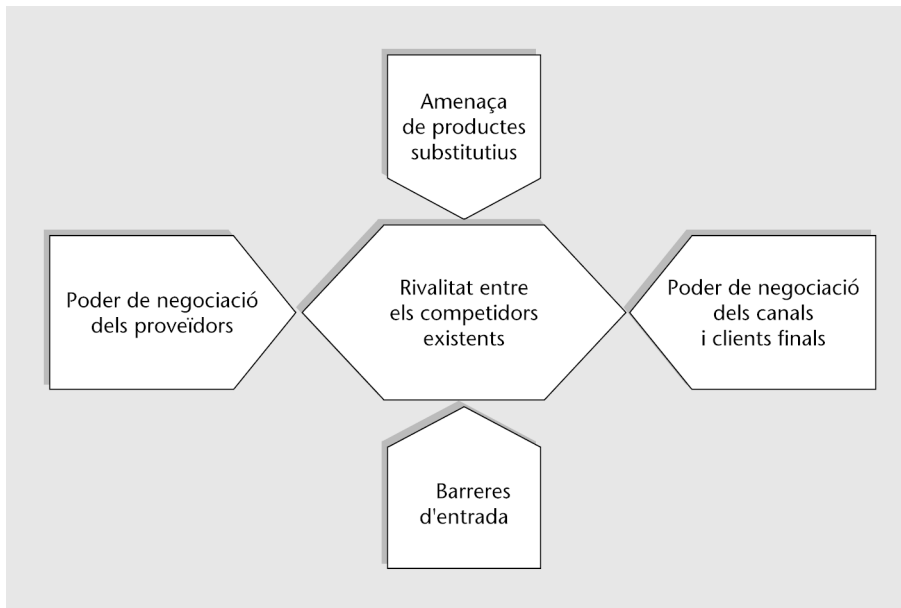 Amenaça
de productes
substitutius
Poder de negociació
dels proveïdors
Rivalitat entre
els competidors
existents
Poder de negociació
dels canals
i clients finals
Barreres
d'entrada